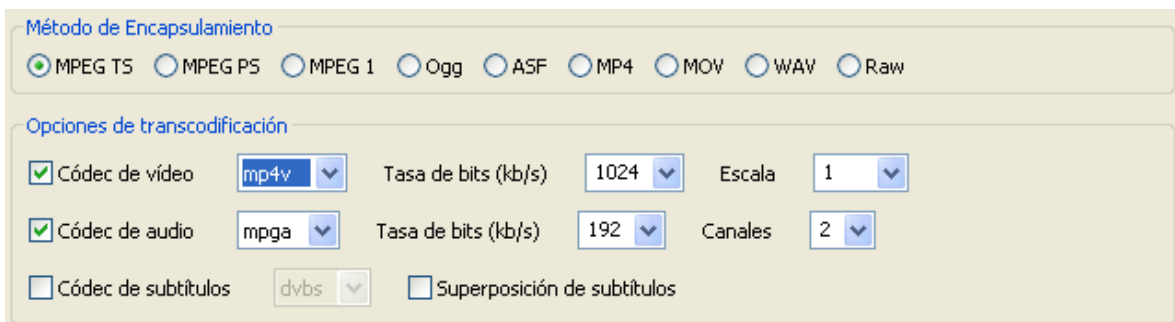 Método de Encapsulamiento
MPEG TS MPEG PS MPEG 1 Ogg ASF MP4 MOV WAV Raw
Opciones de transcodificación
Códec de vídeo mp4v Tasa de bits (kb/s) 1024 Escala 1
Códec de audio mpga Tasa de bits (kb/s) 192 Canales 2
Códec de subtítulos dvbs Superposición de subtítulos